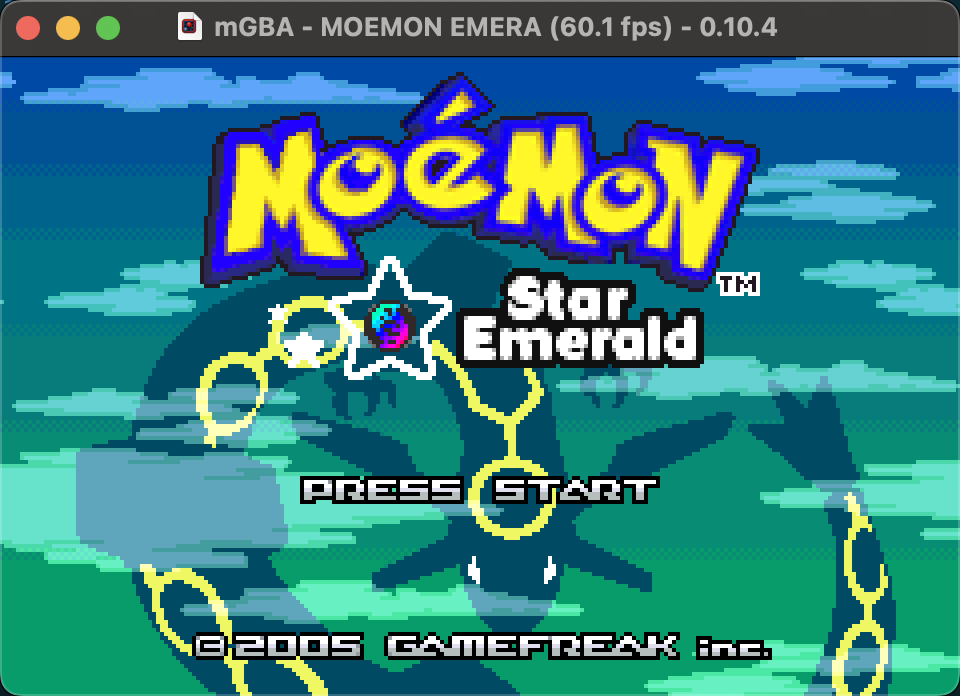 mGBA - MOEMON EMERA (60.1 fps) - 0.10.4
MoéMon
TM
Star
Emerald
PRESS START
©2005 GAMEFREAK inc.